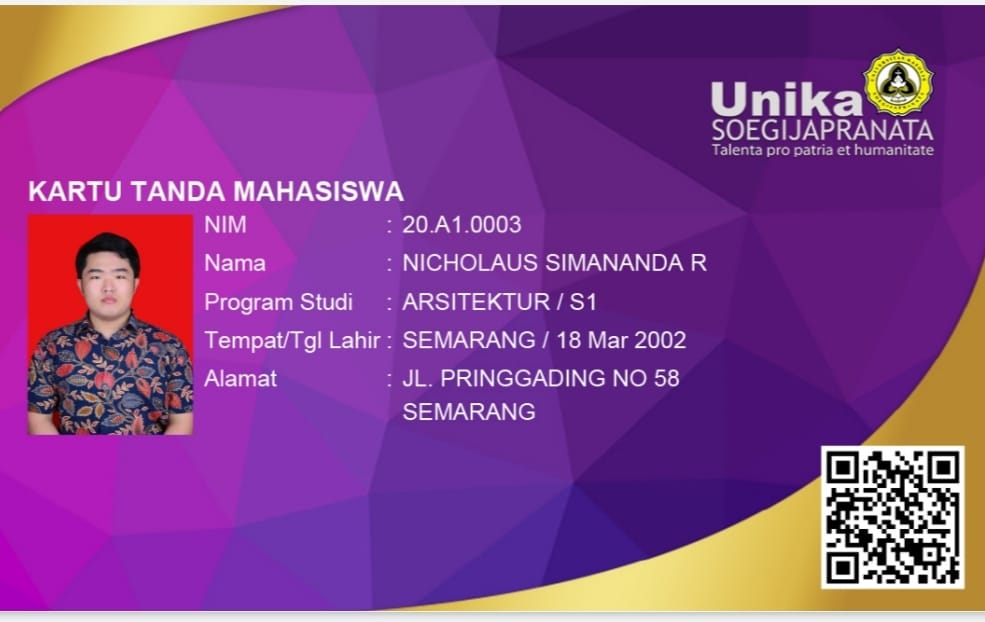 Unika
SOEGIJAPRANATA
Talenta pro patria et humanitate
KARTU TANDA MAHASISWA
NIM : 20.A1.0003
Nama : NICHOLAUS SIMANANDA R
Program Studi : ARSITEKTUR / S1
Tempat/Tgl Lahir : SEMARANG / 18 Mar 2002
Alamat : JL. PRINGGADING NO 58
SEMARANG